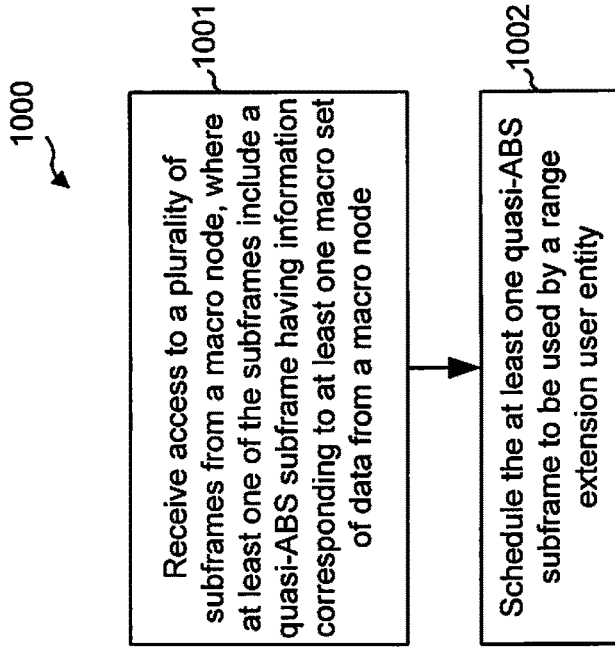 1000
1001
Receive access to a plurality of
subframes from a macro node, where
at least one of the subframes include a
quasi-ABS subframe having information
corresponding to at least one macro set
of data from a macro node
1002
Schedule the at least one quasi-ABS
subframe to be used by a range
extension user entity